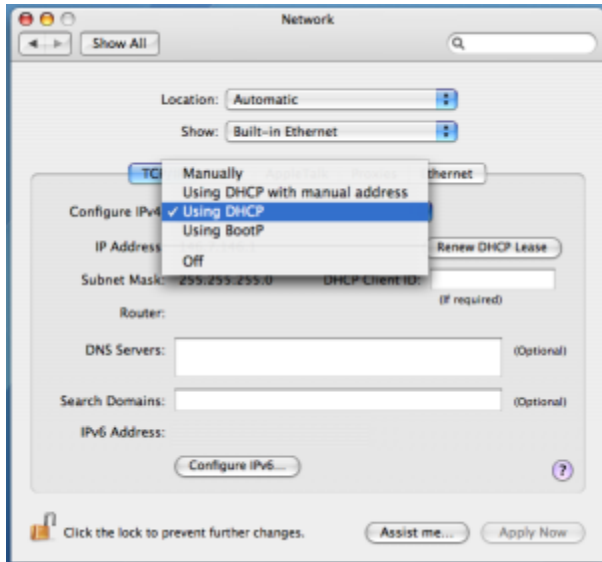 Network
Show All
Location: Automatic
Show: Built-in Ethernet
Manually
Using DHCP with manual address
Configure IPv4
✓ Using DHCP
Using BootP
Off
IP Address
Renew DHCP Lease
Subnet Mask: 255.255.255.0 DHCP Client ID:
(If required)
Router:
DNS Servers: (Optional)
Search Domains: (Optional)
IPv6 Address:
Configure IPv6...
?
Click the lock to prevent further changes. Assist me... Apply Now